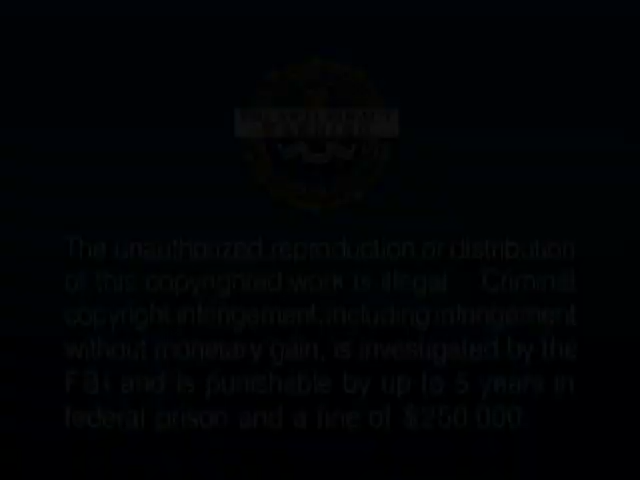 The unauthorized reproduction or distribution
of this copyrighted work is illegal. Criminal
copyright infringement, including infringement
without monetary gain, is investigated by the
FBI and is punishable by up to 5 years in
federal prison and a fine of $250,000.